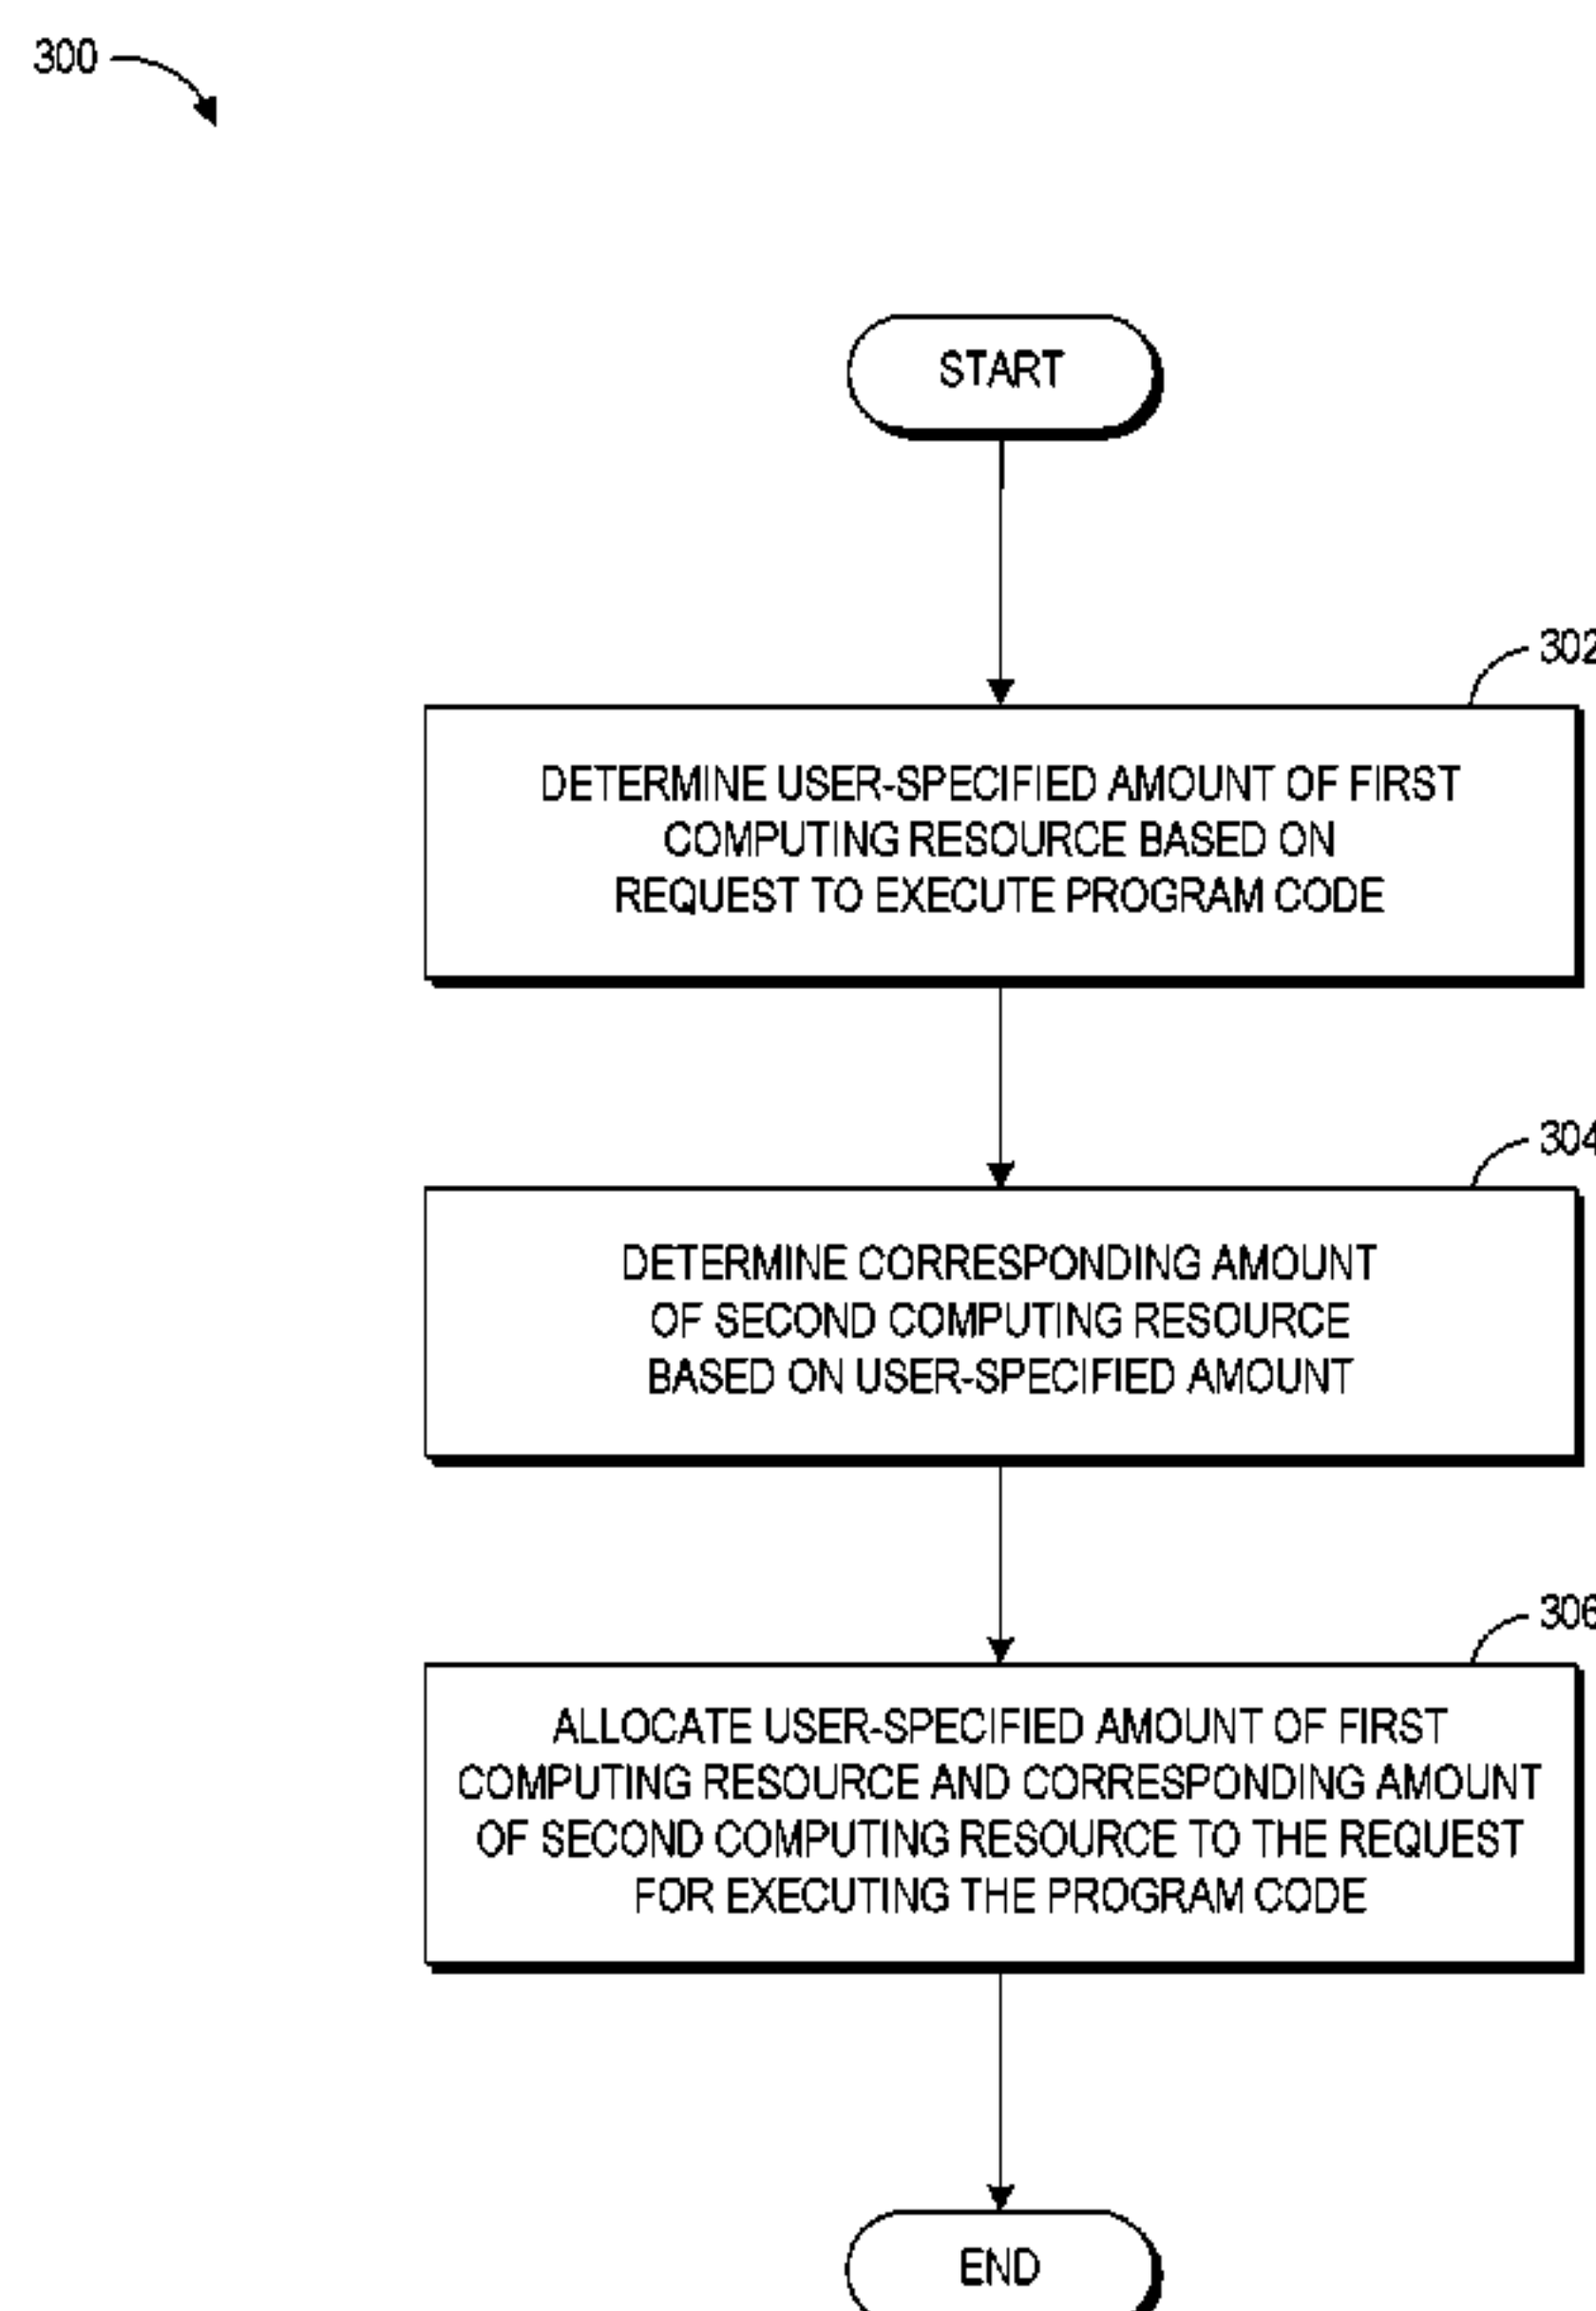 300
START
302
DETERMINE USER-SPECIFIED AMOUNT OF FIRST
COMPUTING RESOURCE BASED ON
REQUEST TO EXECUTE PROGRAM CODE
304
DETERMINE CORRESPONDING AMOUNT
OF SECOND COMPUTING RESOURCE
BASED ON USER-SPECIFIED AMOUNT
306
ALLOCATE USER-SPECIFIED AMOUNT OF FIRST
COMPUTING RESOURCE AND CORRESPONDING AMOUNT
OF SECOND COMPUTING RESOURCE TO THE REQUEST
FOR EXECUTING THE PROGRAM CODE
END